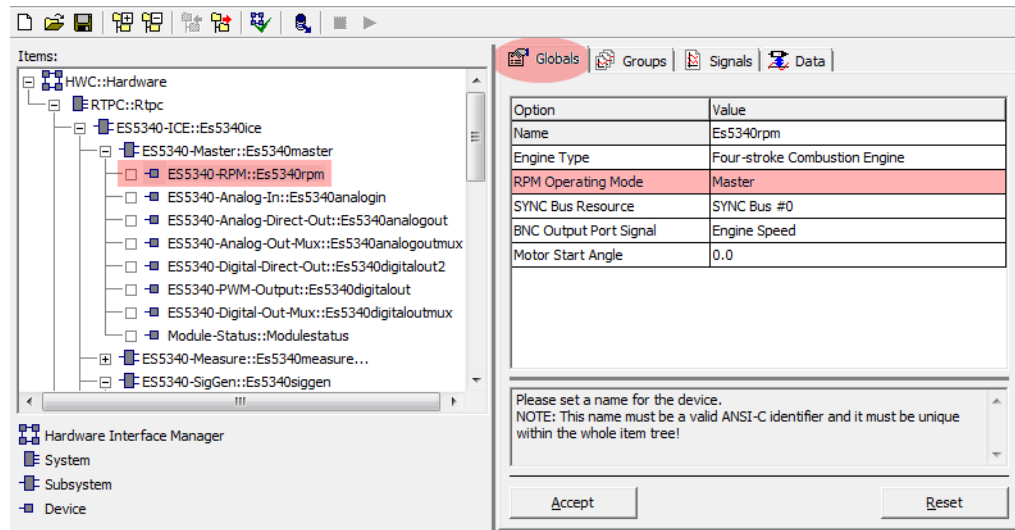 Items:
HWC::Hardware
RTPC::Rtpc
ES5340-ICE::Es5340ice
ES5340-Master::Es5340master
ES5340-RPM::Es5340rpm
ES5340-Analog-In::Es5340analogin
ES5340-Analog-Direct-Out::Es5340analogout
ES5340-Analog-Out-Mux::Es5340analogoutmux
ES5340-Digital-Direct-Out::Es5340digitalout2
ES5340-PWM-Output::Es5340digitalout
ES5340-Digital-Out-Mux::Es5340digitaloutmux
Module-Status::Modulestatus
ES5340-Measure::Es5340measure...
ES5340-SigGen::Es5340siggen
Hardware Interface Manager
System
Subsystem
Device
Globals Groups Signals Data
Option Value
Name Es5340rpm
Engine Type Four-stroke Combustion Engine
RPM Operating Mode Master
SYNC Bus Resource SYNC Bus #0
BNC Output Port Signal Engine Speed
Motor Start Angle 0.0
Please set a name for the device.
NOTE: This name must be a valid ANSI-C identifier and it must be unique
within the whole item tree!
Accept Reset